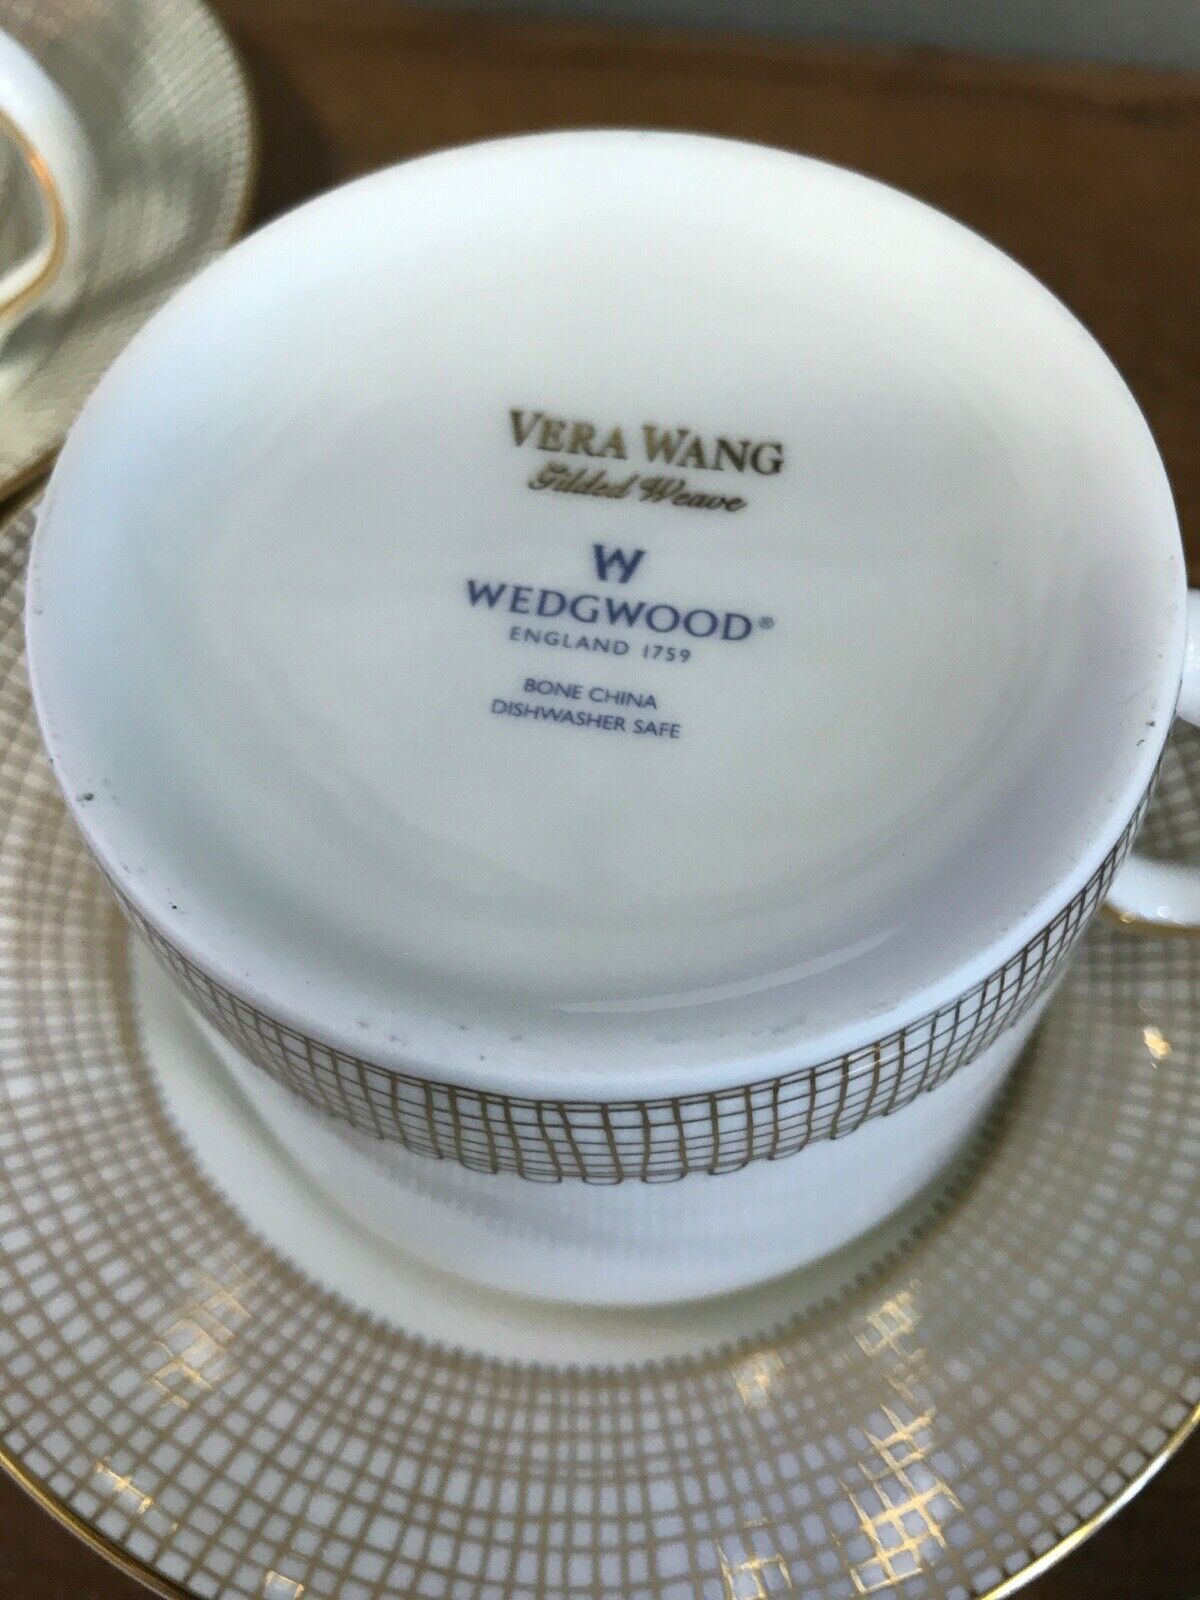 VERA WANG
Gilded Weave
W
WEDGWOOD®
ENGLAND 1759
BONE CHINA
DISHWASHER SAFE